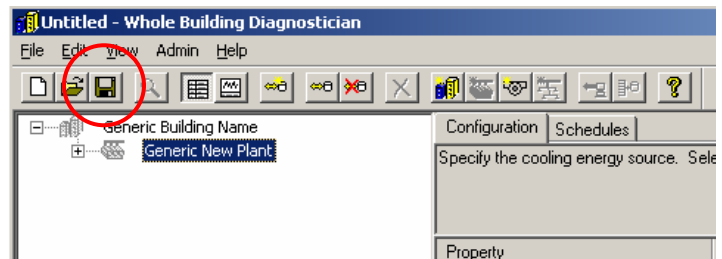 Untitled - Whole Building Diagnostician
File Edit View Admin Help
Generic Building Name
Generic New Plant
Configuration Schedules
Specify the cooling energy source. Sele
Property